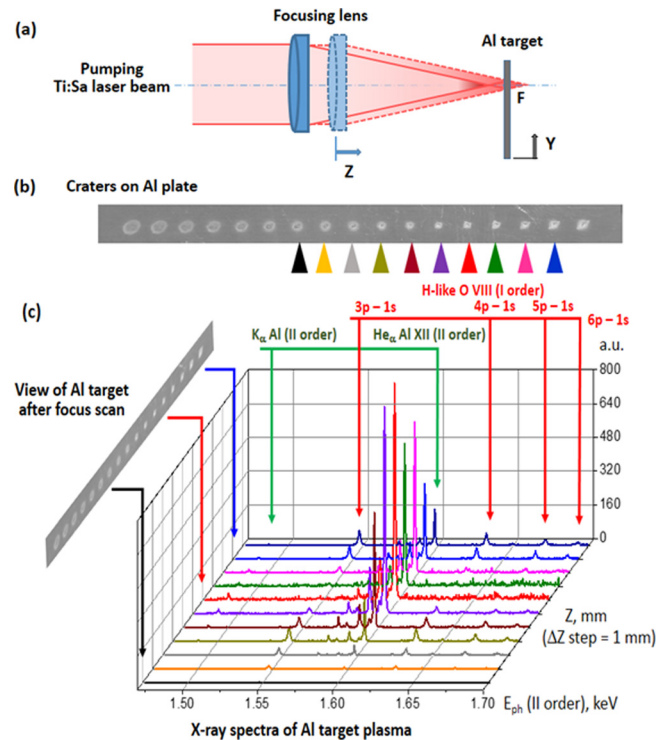 (a)
Focusing lens
Al target
Pumping
Ti:Sa laser beam
F
Z
Y
(b) Craters on Al plate
H-like O VIII (I order)
(c)
3p – 1s 4p – 1s 5p – 1s 6p – 1s
Kα Al (II order) Heα Al XII (II order)
a.u.
View of Al target
after focus scan
800
640
480
320
160
0
Z, mm
(ΔZ step = 1 mm)
1.50 1.55 1.60 1.65 1.70
Eph (II order), keV
X-ray spectra of Al target plasma